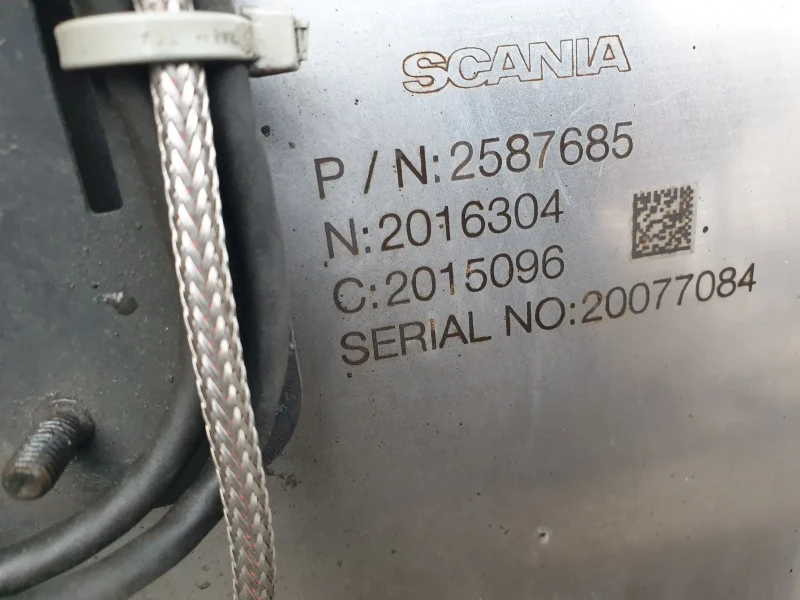 SCANIA
P / N: 2587685
N: 2016304
C: 2015096
SERIAL NO: 20077084